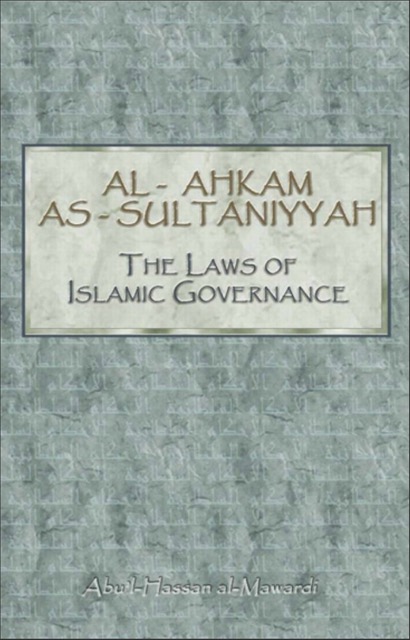 AL - AHKAM
AS - SULTANIYYAH
THE LAWS OF
ISLAMIC GOVERNANCE
Abu'l-Hassan al-Mawardi